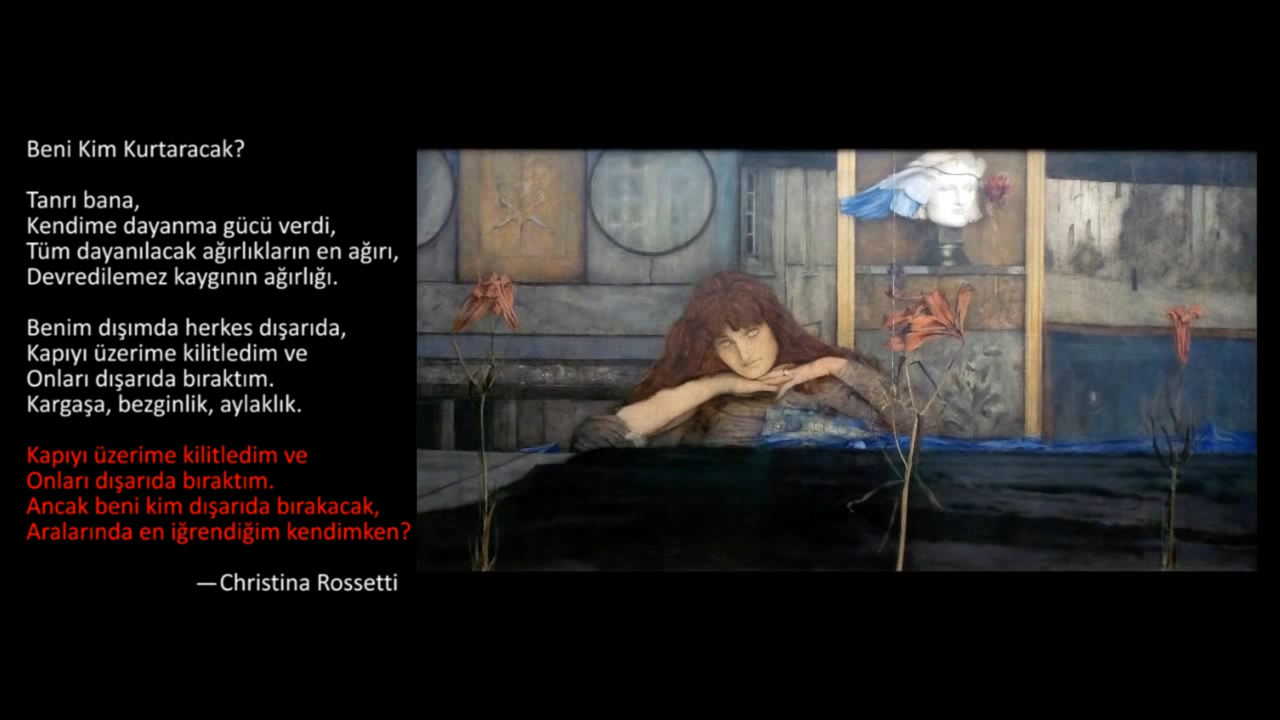 Beni Kim Kurtaracak?
Tanrı bana,
Kendime dayanma gücü verdi,
Tüm dayanılacak ağırlıkların en ağırı,
Devredilemez kaygının ağırlığı.
Benim dışımda herkes dışarıda,
Kapıyı üzerime kilitledim ve
Onları dışarıda bıraktım.
Kargaşa, bezginlik, aylaklık.
Kapıyı üzerime kilitledim ve
Onları dışarıda bıraktım.
Ancak beni kim dışarıda bırakacak,
Aralarında en iğrendiğim kendimken?
—Christina Rossetti